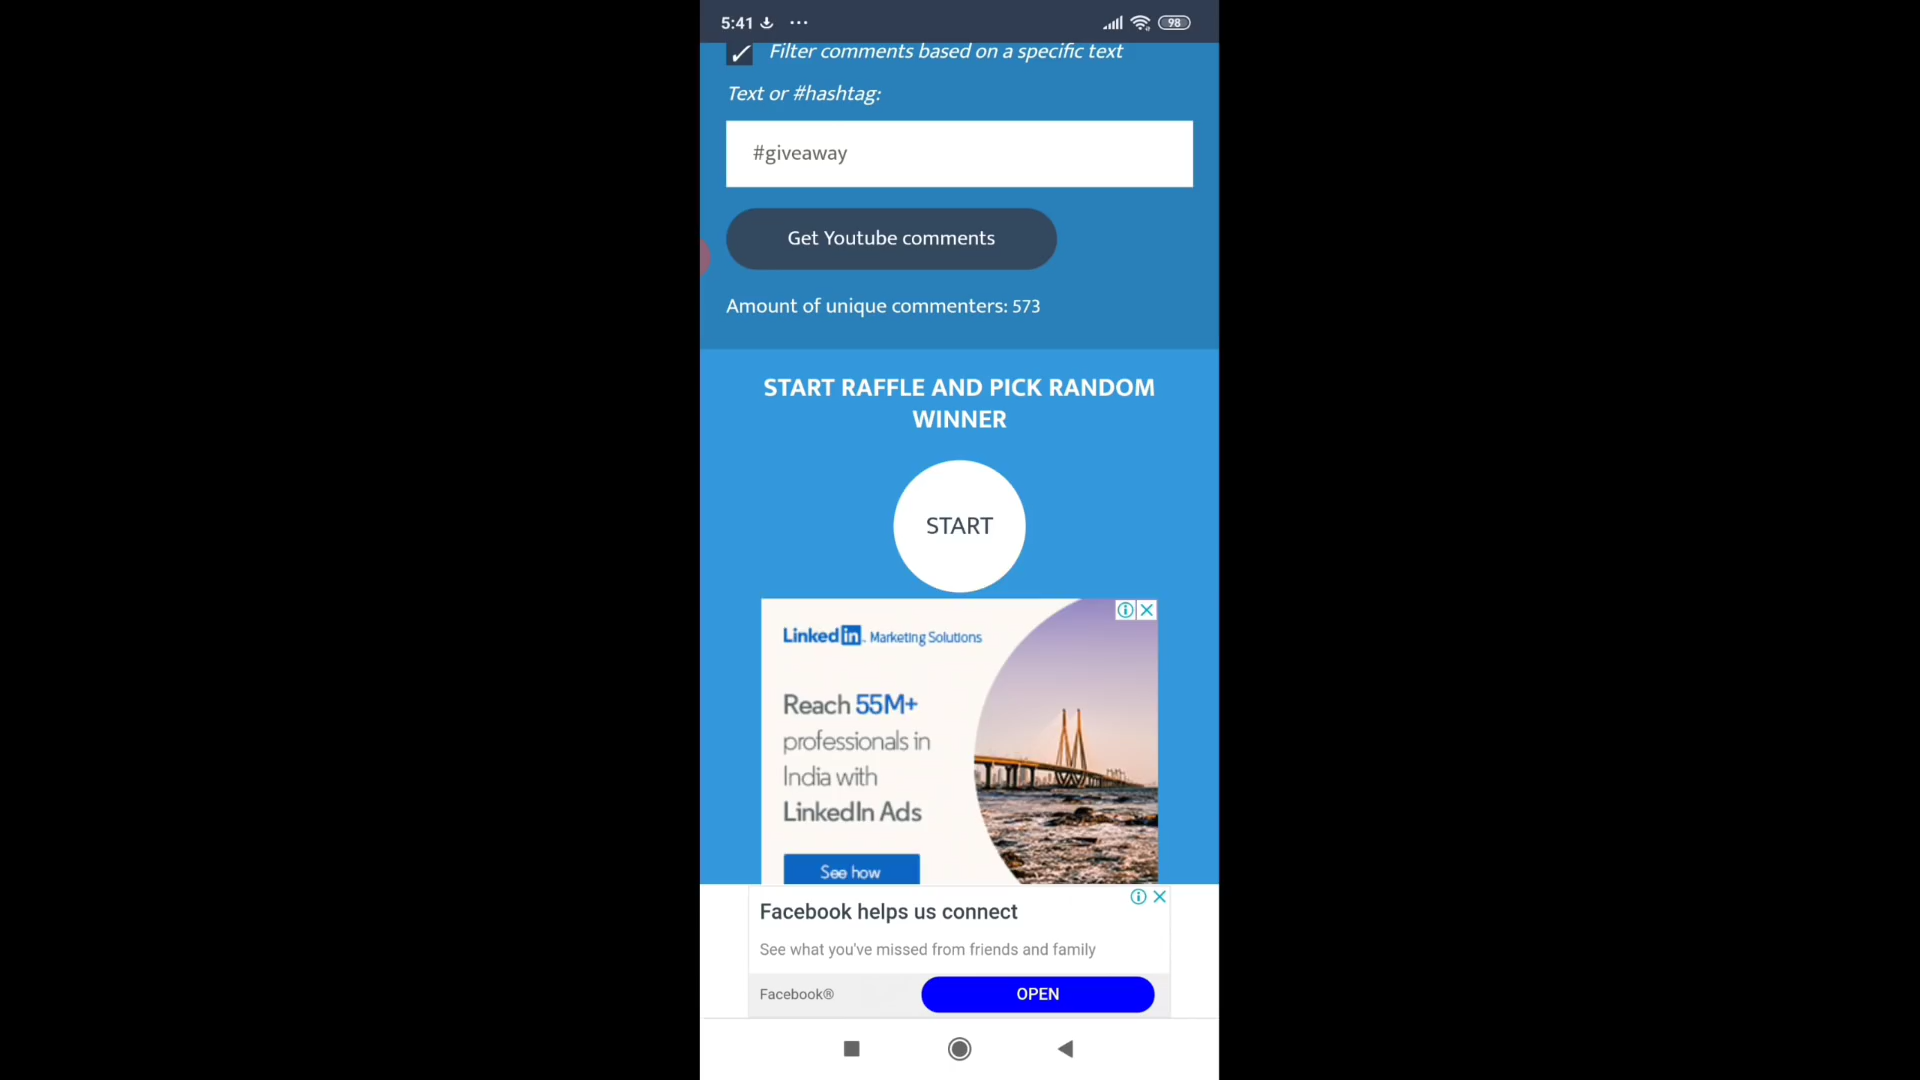 5:41
98
Filter comments based on a specific text
Text or #hashtag:
#giveaway
Get Youtube comments
Amount of unique commenters: 573
START RAFFLE AND PICK RANDOM
WINNER
START
Linked in Marketing Solutions
Reach 55M+
professionals in
India with
LinkedIn Ads
See how
Facebook helps us connect
See what you've missed from friends and family
Facebook®
OPEN